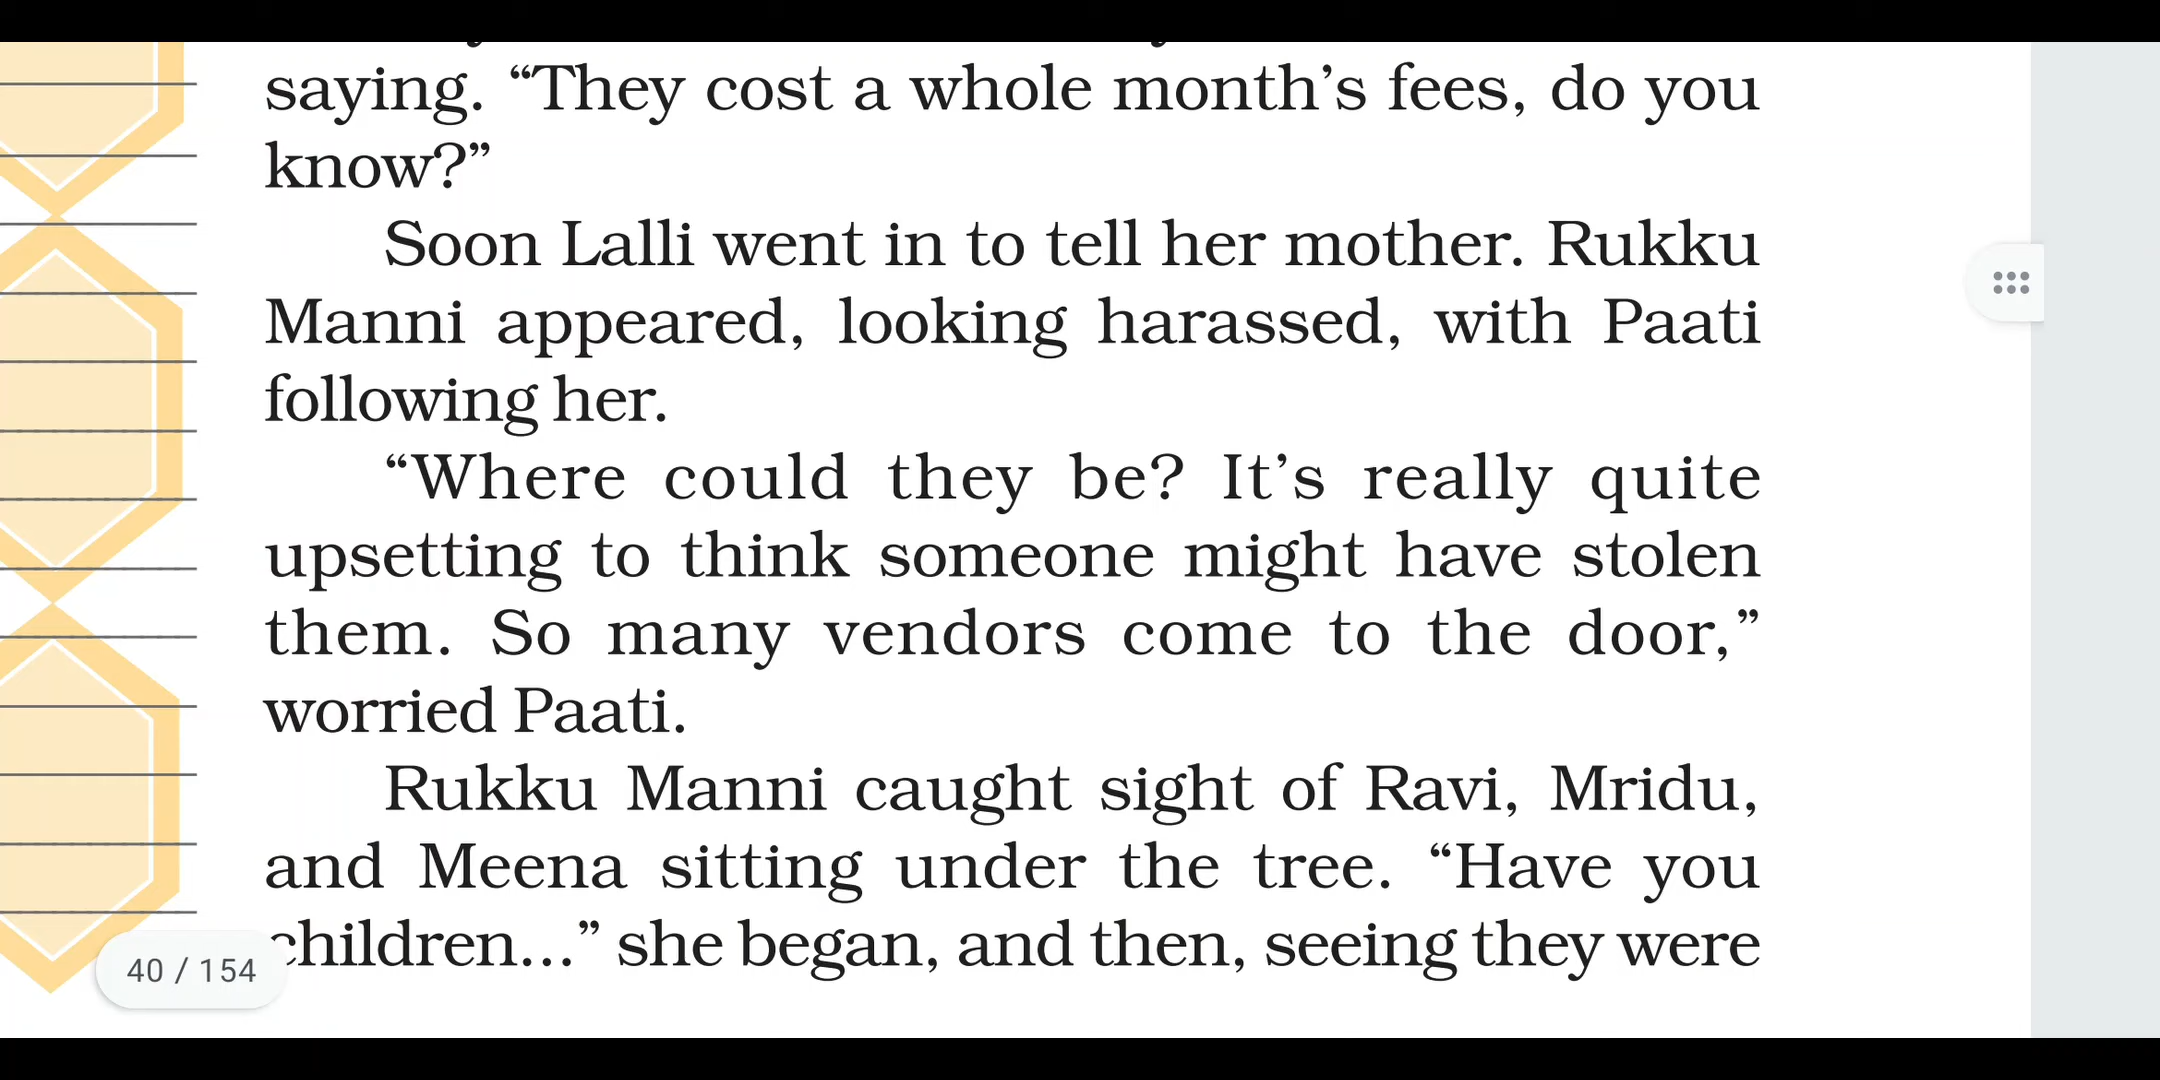 saying. “They cost a whole month’s fees, do you
know?”
Soon Lalli went in to tell her mother. Rukku
Manni appeared, looking harassed, with Paati
following her.
“Where could they be? It’s really quite
upsetting to think someone might have stolen
them. So many vendors come to the door,”
worried Paati.
Rukku Manni caught sight of Ravi, Mridu,
and Meena sitting under the tree. “Have you
children...” she began, and then, seeing they were
40 / 154